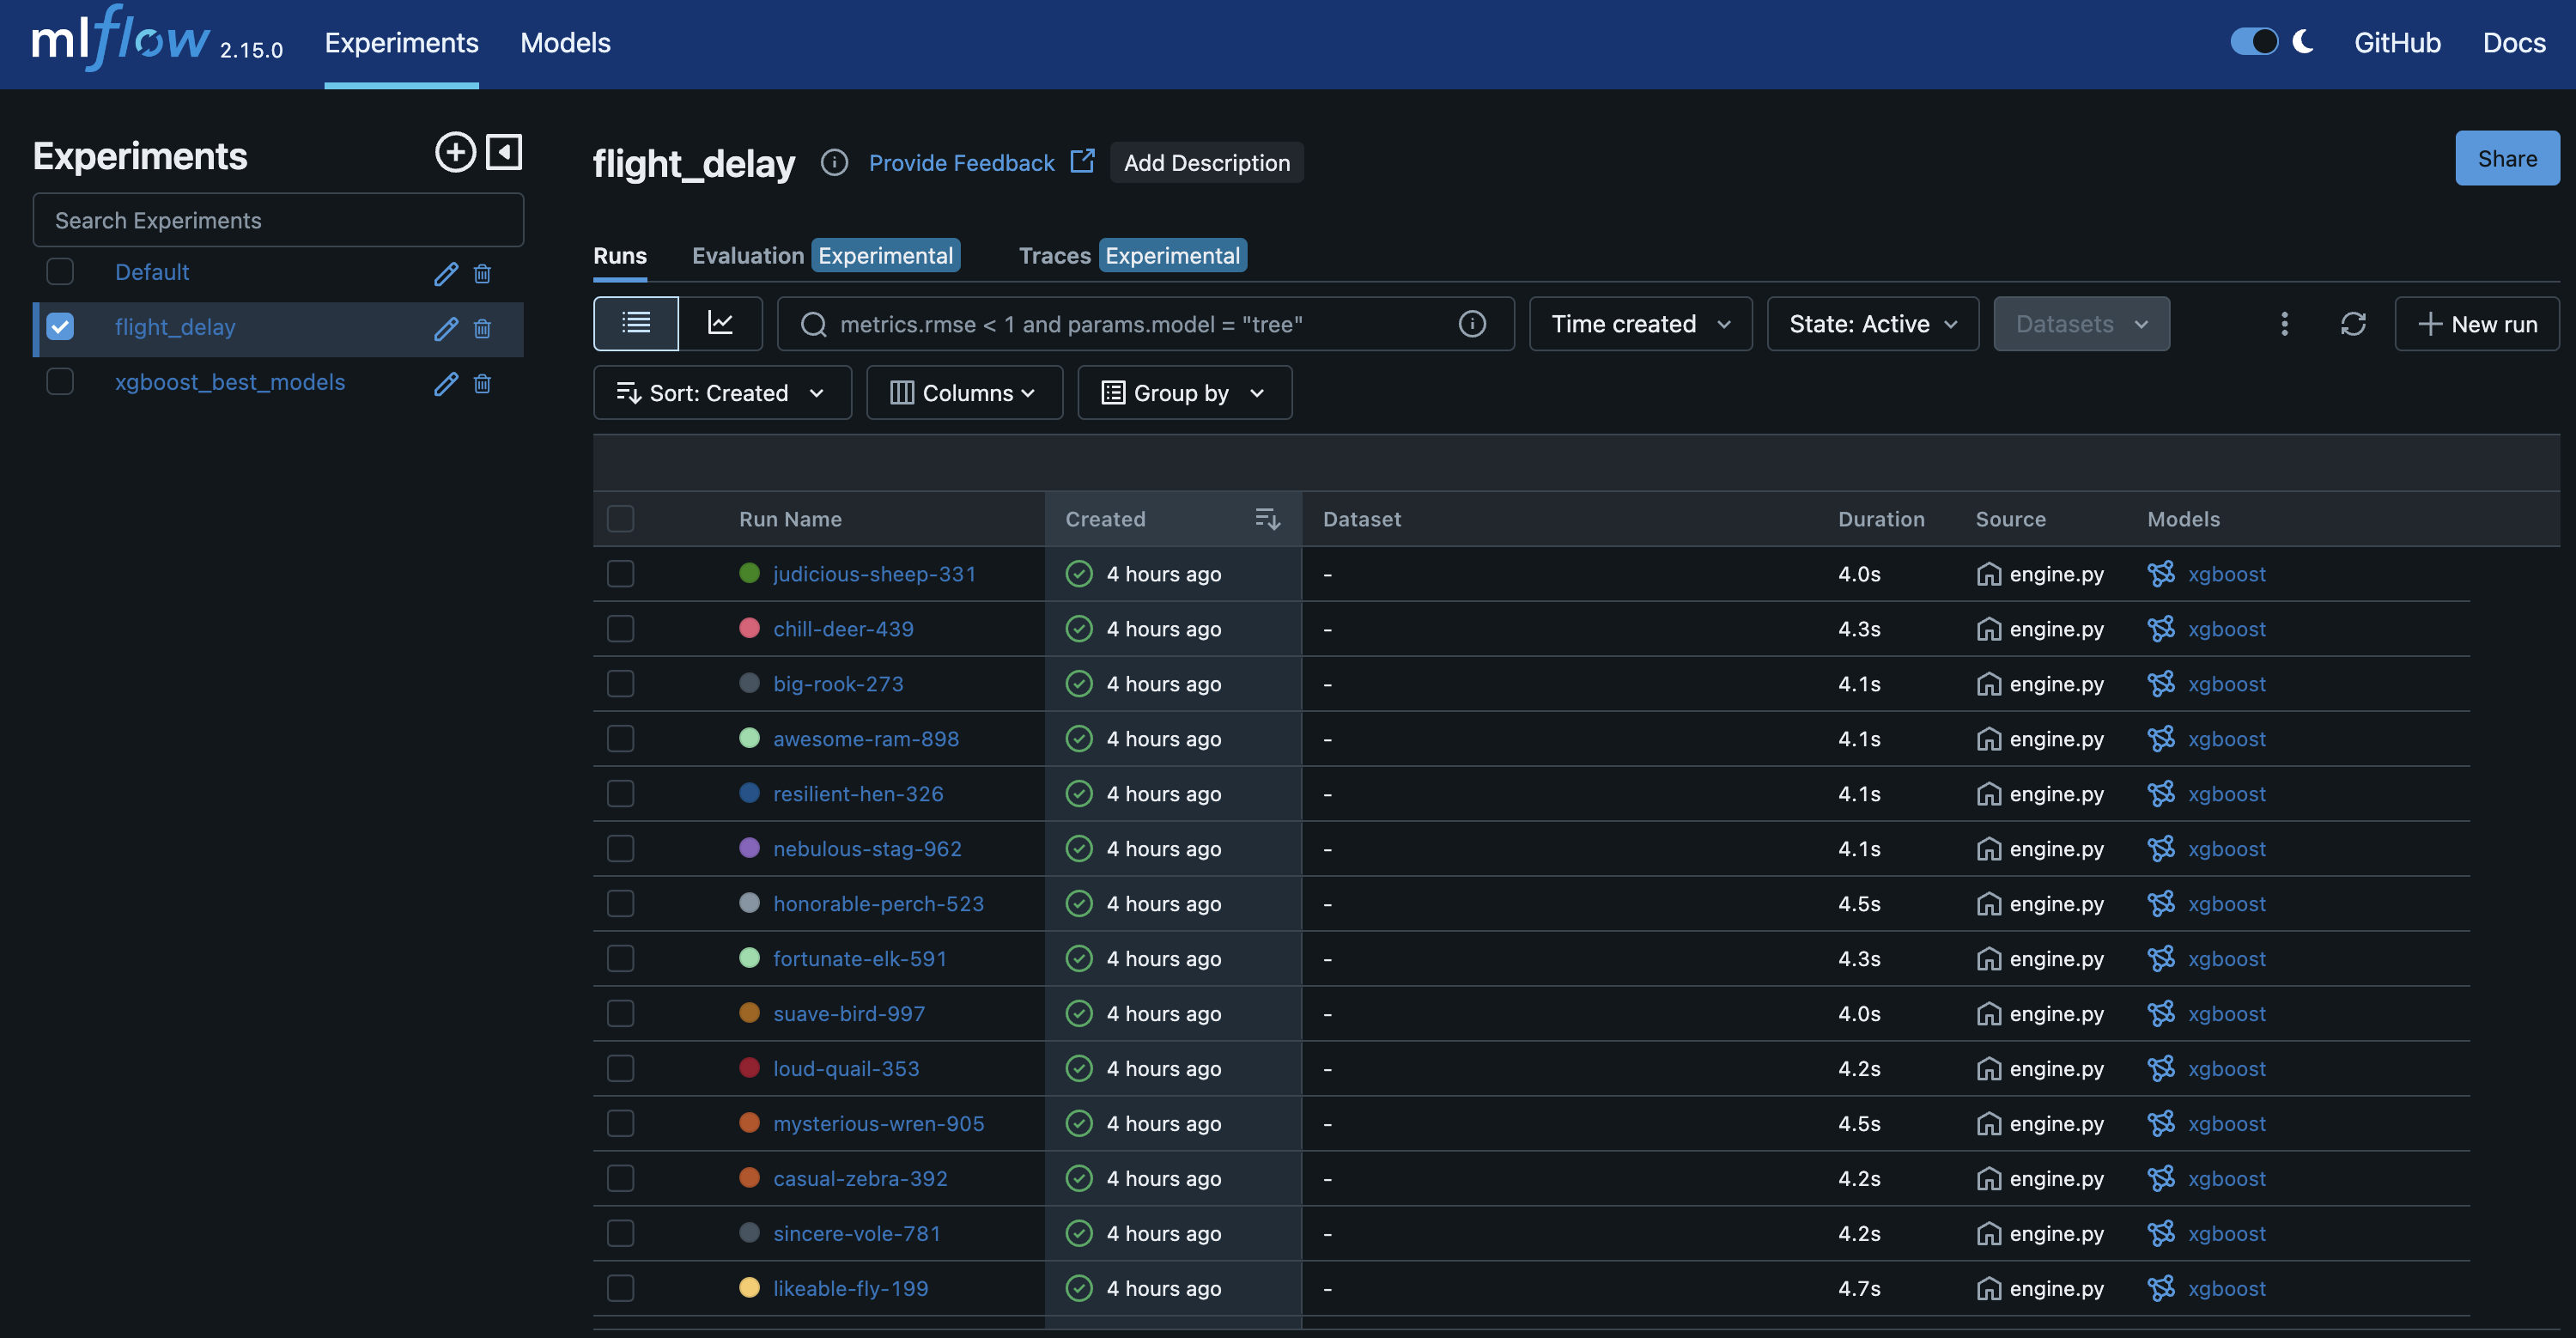 mlflow 2.15.0 Experiments Models GitHub Docs
Experiments
Search Experiments
Default
flight_delay
xgboost_best_models
flight_delay Provide Feedback Add Description Share
Runs Evaluation Experimental Traces Experimental
metrics.rmse < 1 and params.model = "tree" Time created State: Active Datasets New run
Sort: Created Columns Group by
Run Name Created Dataset Duration Source Models
judicious-sheep-331 4 hours ago - 4.0s engine.py xgboost
chill-deer-439 4 hours ago - 4.3s engine.py xgboost
big-rook-273 4 hours ago - 4.1s engine.py xgboost
awesome-ram-898 4 hours ago - 4.1s engine.py xgboost
resilient-hen-326 4 hours ago - 4.1s engine.py xgboost
nebulous-stag-962 4 hours ago - 4.1s engine.py xgboost
honorable-perch-523 4 hours ago - 4.5s engine.py xgboost
fortunate-elk-591 4 hours ago - 4.3s engine.py xgboost
suave-bird-997 4 hours ago - 4.0s engine.py xgboost
loud-quail-353 4 hours ago - 4.2s engine.py xgboost
mysterious-wren-905 4 hours ago - 4.5s engine.py xgboost
casual-zebra-392 4 hours ago - 4.2s engine.py xgboost
sincere-vole-781 4 hours ago - 4.2s engine.py xgboost
likeable-fly-199 4 hours ago - 4.7s engine.py xgboost